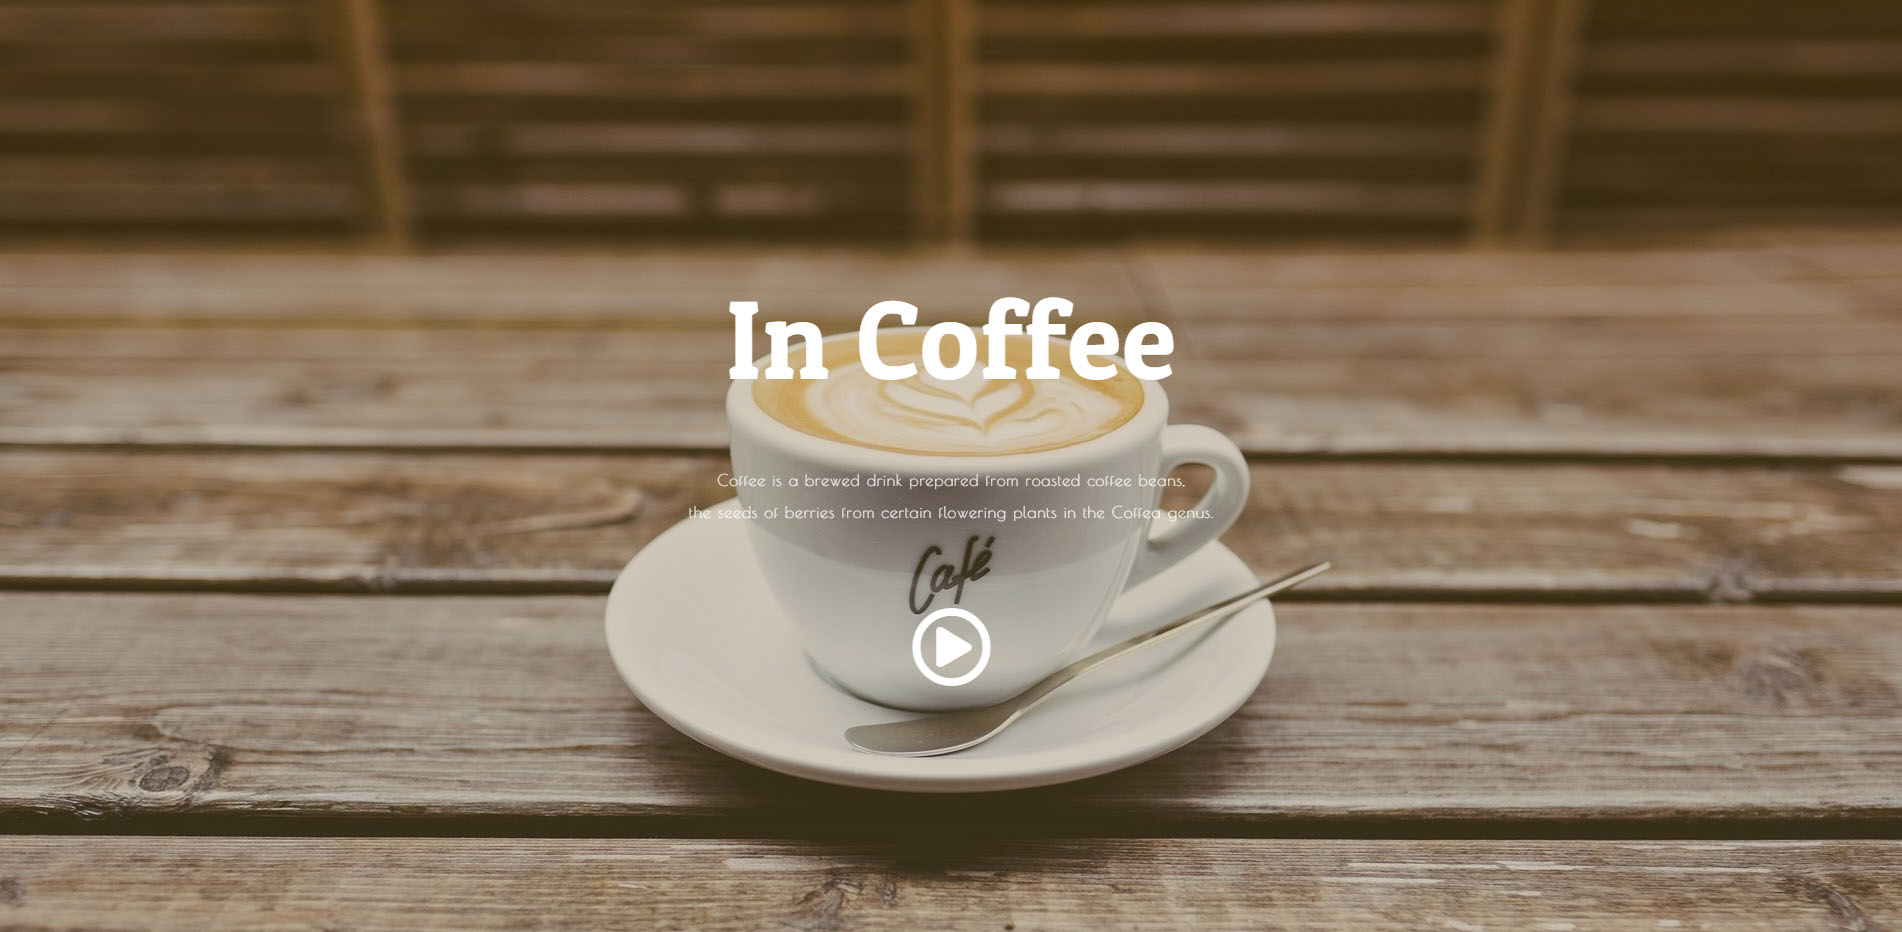 In Coffee
Coffee is a brewed drink prepared from roasted coffee beans,
the seeds of berries from certain flowering plants in the Coffea genus.
Café